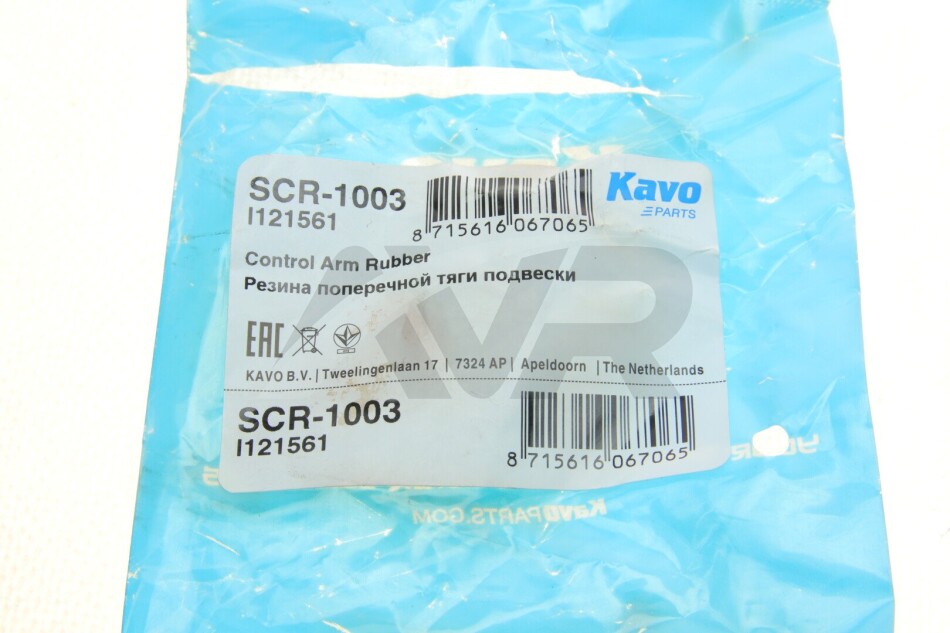 SCR-1003
I121561
8 715616 067065
Kavo
PARTS
Control Arm Rubber
Резина поперечной тяги подвески
EAC
KAVO B.V. | Tweelingenlaan 17 | 7324 AP | Apeldoorn | The Netherlands
SCR-1003
I121561
8 715616 067065
KavoPARTS.COM
AVR